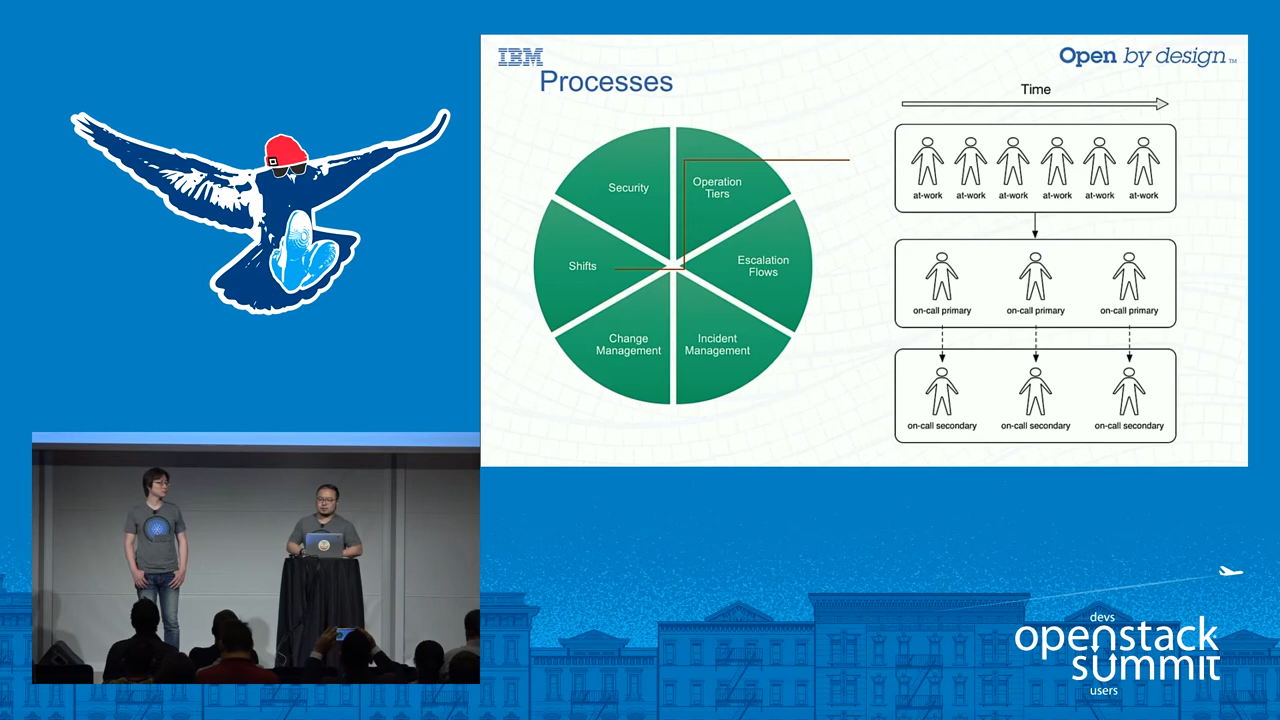 IBM
Open by design™
Processes
Time
Security
Operation
Tiers
Shifts
Escalation
Flows
Change
Management
Incident
Management
at-work
at-work
at-work
at-work
at-work
at-work
on-call primary
on-call primary
on-call primary
on-call secondary
on-call secondary
on-call secondary
devs
openstack
summit
users